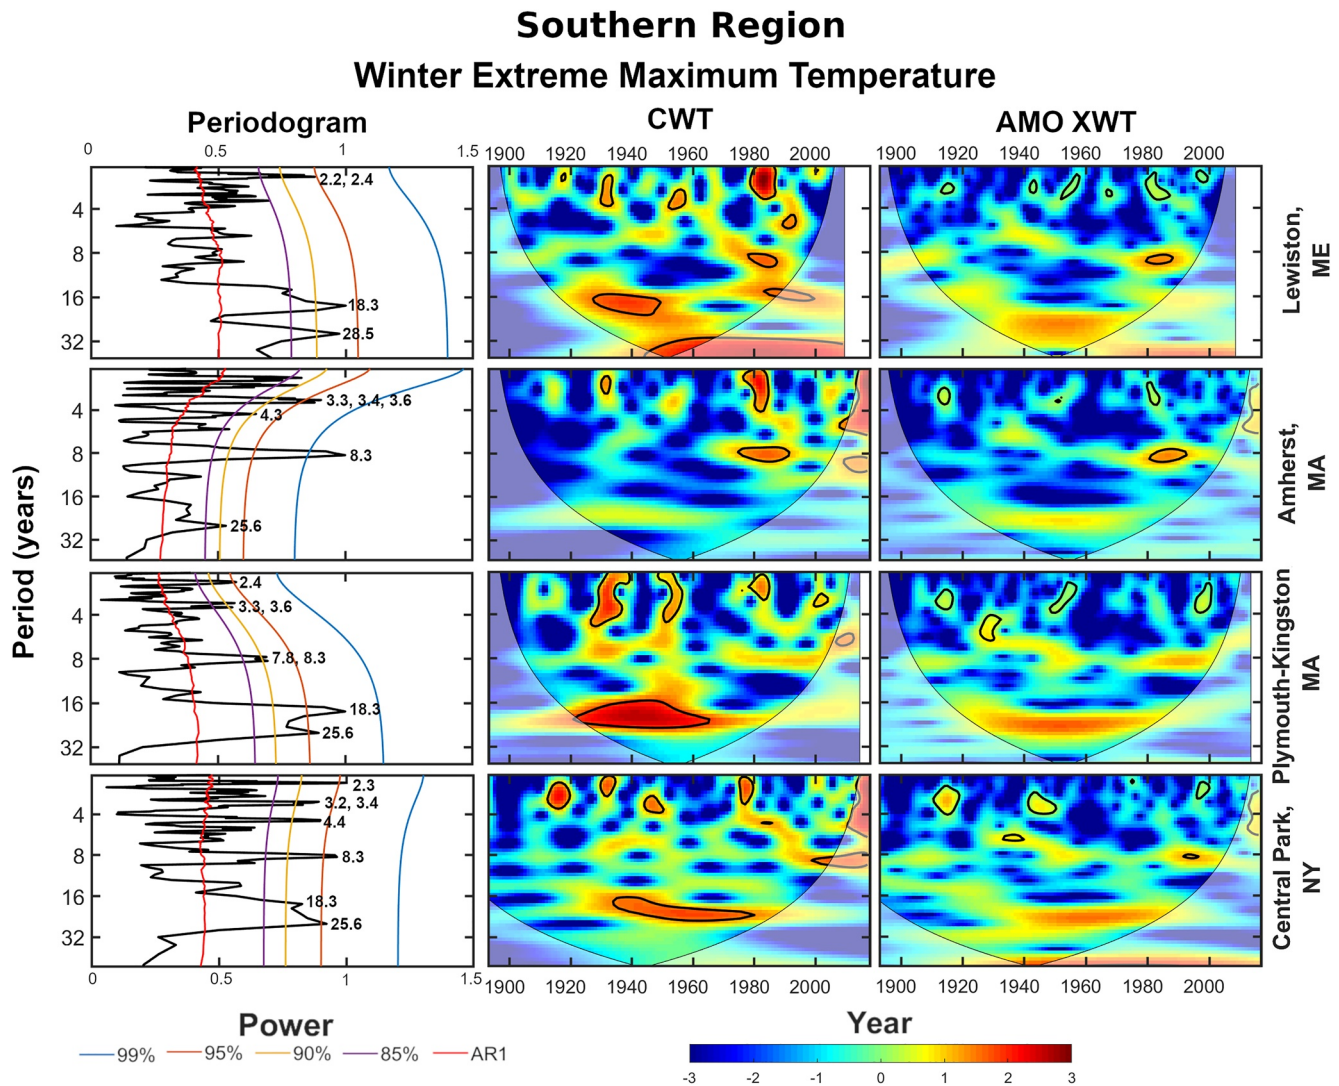 Southern Region
Winter Extreme Maximum Temperature
Periodogram
CWT
AMO XWT
0 0.5 1 1.5
1900 1920 1940 1960 1980 2000
1900 1920 1940 1960 1980 2000
4
8
16
32
2.2, 2.4
18.3
28.5
Lewiston,
ME
4
8
16
32
3.3, 3.4, 3.6
4.3
8.3
25.6
Amherst,
MA
Period (years)
4
8
16
32
2.4
3.3, 3.6
7.8, 8.3
18.3
25.6
Plymouth-Kingston
MA
4
8
16
32
2.3
3.2, 3.4
4.4
8.3
18.3
25.6
Central Park,
NY
0 0.5 1 1.5
1900 1920 1940 1960 1980 2000
1900 1920 1940 1960 1980 2000
Power
Year
99% 95% 90% 85% AR1
-3 -2 -1 0 1 2 3